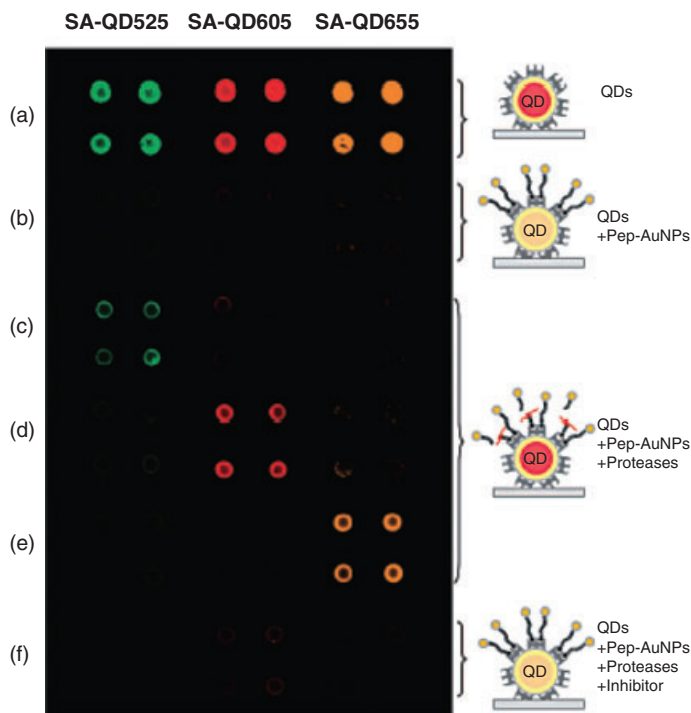 SA-QD525 SA-QD605 SA-QD655
(a)
QD
QDs
(b)
QD
QDs
+Pep-AuNPs
(c)
(d)
QD
QDs
+Pep-AuNPs
+Proteases
(e)
(f)
QD
QDs
+Pep-AuNPs
+Proteases
+Inhibitor